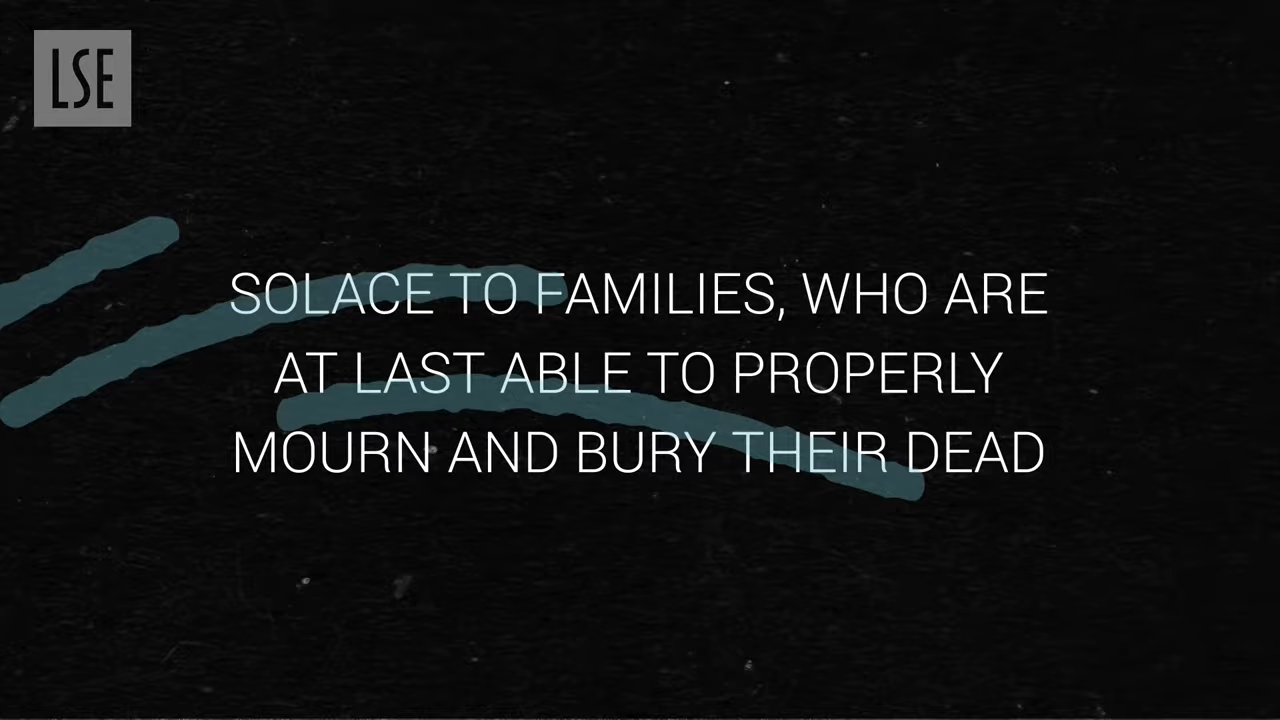 LSE
SOLACE TO FAMILIES, WHO ARE
AT LAST ABLE TO PROPERLY
MOURN AND BURY THEIR DEAD